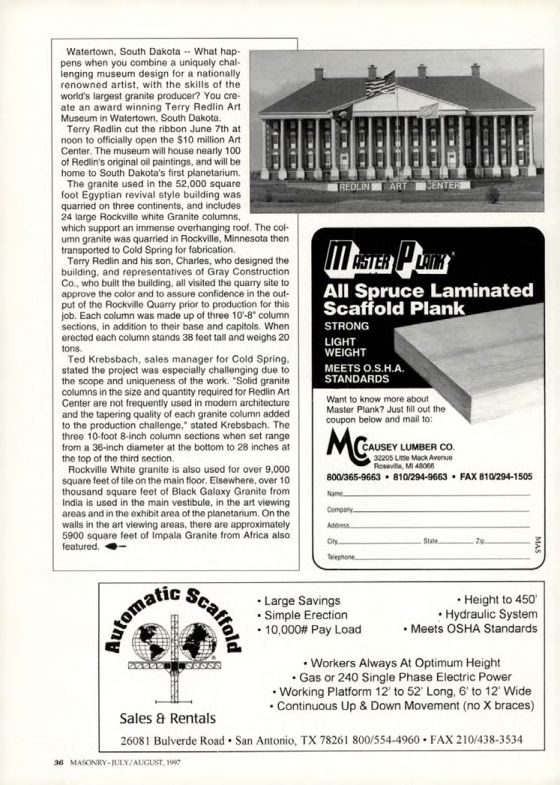 Watertown, South Dakota -- What hap-
pens when you combine a uniquely chal-
lenging museum design for a nationally
renowned artist, with the skills of the
world's largest granite producer? You cre-
ate an award winning Terry Redlin Art
Museum in Watertown, South Dakota.
Terry Redlin cut the ribbon June 7th at
noon to officially open the $10 million Art
Center. The museum will house nearly 100
of Redlin's original oil paintings, and will be
home to South Dakota's first planetarium.
The granite used in the 52,000 square
foot Egyptian revival style building was
quarried on three continents, and includes
24 large Rockville white Granite columns,
which support an immense overhanging roof. The col-
umn granite was quarried in Rockville, Minnesota then
transported to Cold Spring for fabrication.
Terry Redlin and his son, Charles, who designed the
building, and representatives of Gray Construction
Co., who built the building, all visited the quarry site to
approve the color and to assure confidence in the out-
put of the Rockville Quarry prior to production for this
job. Each column was made up of three 10'-8" column
sections, in addition to their base and capitols. When
erected each column stands 38 feet tall and weighs 20
tons.
Ted Krebsbach, sales manager for Cold Spring,
stated the project was especially challenging due to
the scope and uniqueness of the work. "Solid granite
columns in the size and quantity required for Redlin Art
Center are not frequently used in modern architecture
and the tapering quality of each granite column added
to the production challenge," stated Krebsbach. The
three 10-foot 8-inch column sections when set range
from a 36-inch diameter at the bottom to 28 inches at
the top of the third section.
Rockville White granite is also used for over 9,000
square feet of tile on the main floor. Elsewhere, over 10
thousand square feet of Black Galaxy Granite from
India is used in the main vestibule, in the art viewing
areas and in the exhibit area of the planetarium. On the
walls in the art viewing areas, there are approximately
5900 square feet of Impala Granite from Africa also
featured.
REDLIN ART CENTER
MASTER PLANK
All Spruce Laminated
Scaffold Plank
STRONG
LIGHT
WEIGHT
MEETS O.S.H.A.
STANDARDS
Want to know more about
Master Plank? Just fill out the
coupon below and mail to:
MCCAUSEY LUMBER CO.
32205 Little Mack Avenue
Roseville, MI 48066
800/365-9663 • 810/294-9663 • FAX 810/294-1505
Name
Company
Address
City State Zip
Telephone
MAS
Automatic Scaffold
Sales & Rentals
• Large Savings
• Simple Erection
• 10,000# Pay Load
• Height to 450'
• Hydraulic System
• Meets OSHA Standards
• Workers Always At Optimum Height
• Gas or 240 Single Phase Electric Power
• Working Platform 12' to 52' Long, 6' to 12' Wide
• Continuous Up & Down Movement (no X braces)
26081 Bulverde Road • San Antonio, TX 78261 800/554-4960 • FAX 210/438-3534
36 MASONRY-JULY/AUGUST, 1997